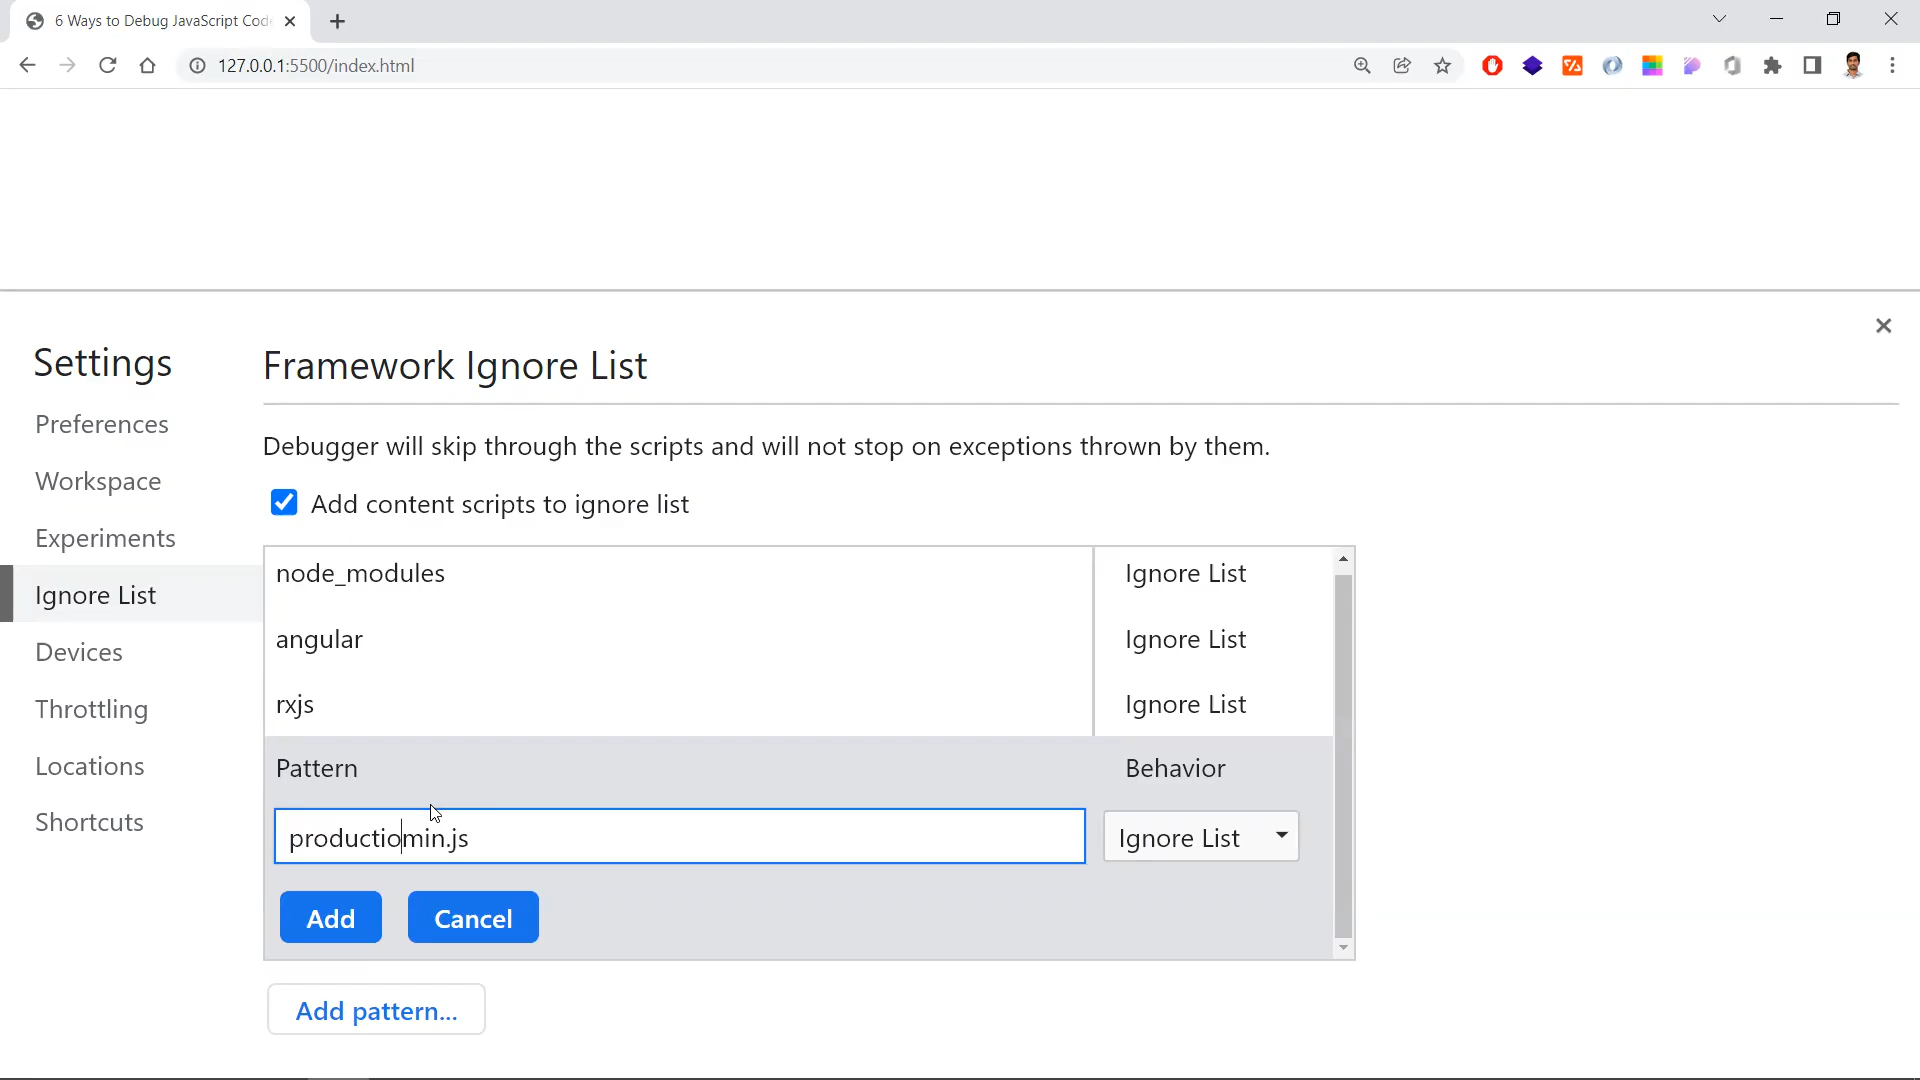 6 Ways to Debug JavaScript Code
127.0.0.1:5500/index.html
Settings
Preferences
Workspace
Experiments
Ignore List
Devices
Throttling
Locations
Shortcuts
Framework Ignore List
Debugger will skip through the scripts and will not stop on exceptions thrown by them.
Add content scripts to ignore list
node_modules Ignore List
angular Ignore List
rxjs Ignore List
Pattern Behavior
productiomin.js Ignore List
Add Cancel
Add pattern...